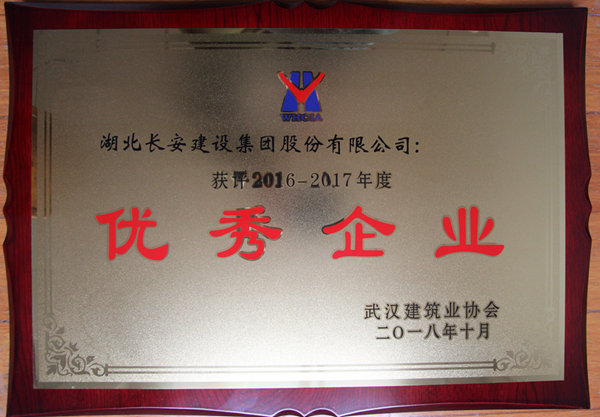 湖北长安建设集团股份有限公司：
获评2016-2017年度
优秀企业
武汉建筑业协会
二〇一八年十月